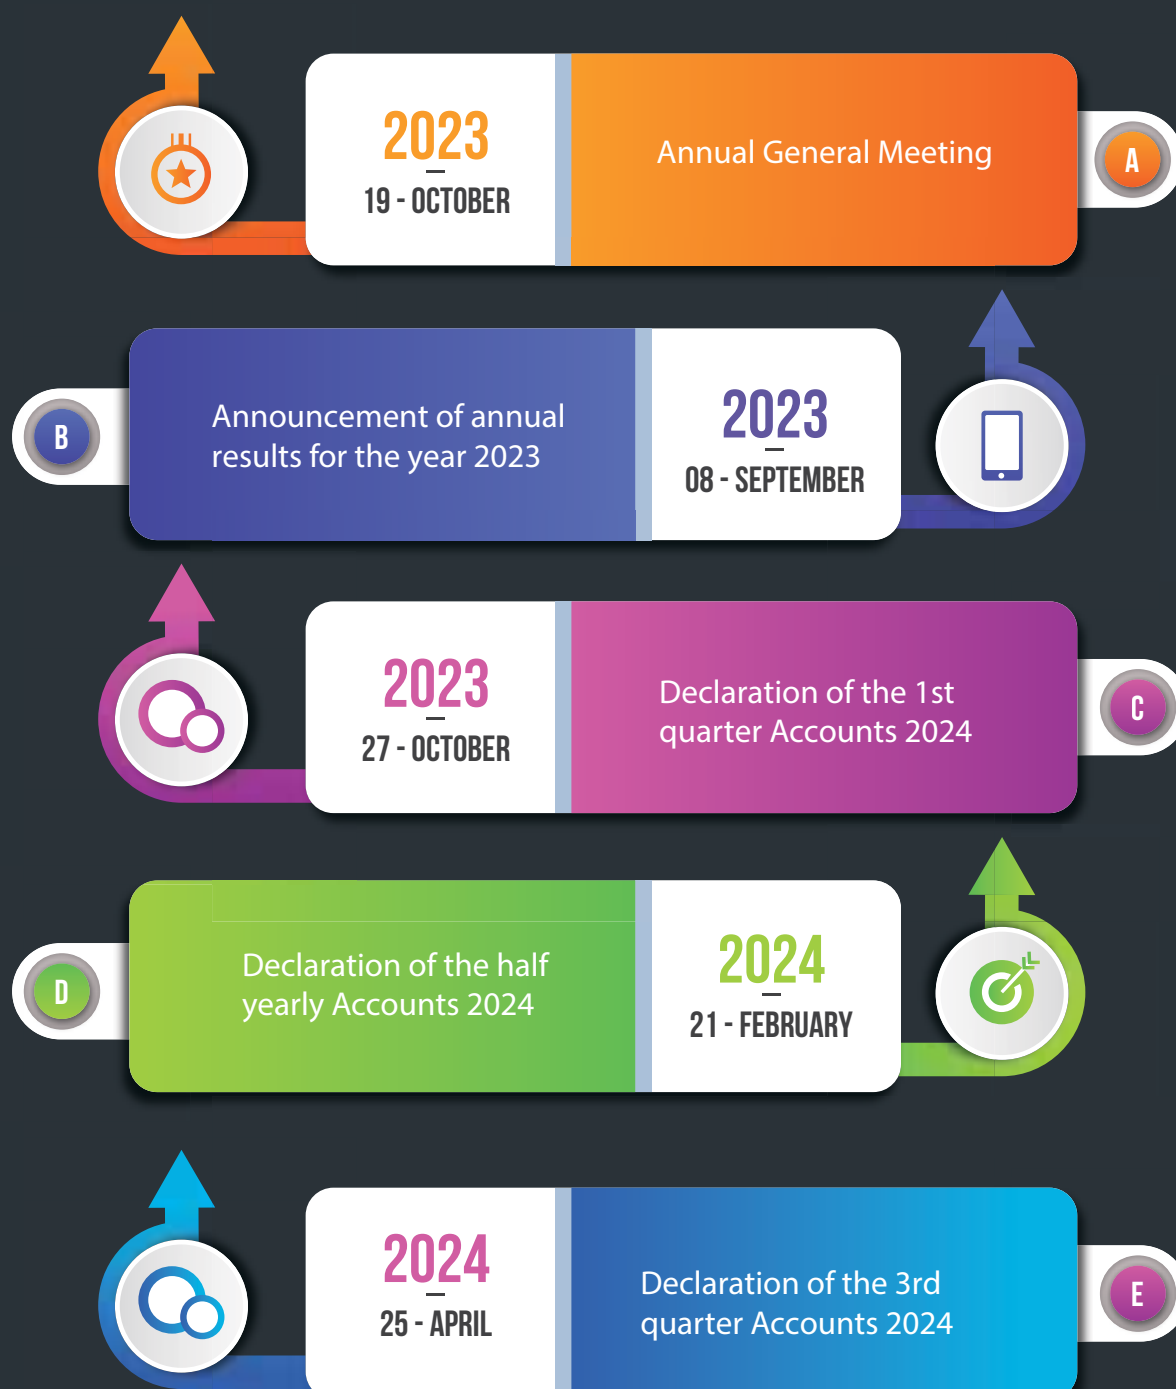 2023
19 - OCTOBER
Annual General Meeting
A
B
Announcement of annual
results for the year 2023
2023
08 - SEPTEMBER
2023
27 - OCTOBER
Declaration of the 1st
quarter Accounts 2024
C
D
Declaration of the half
yearly Accounts 2024
2024
21 - FEBRUARY
2024
25 - APRIL
Declaration of the 3rd
quarter Accounts 2024
E